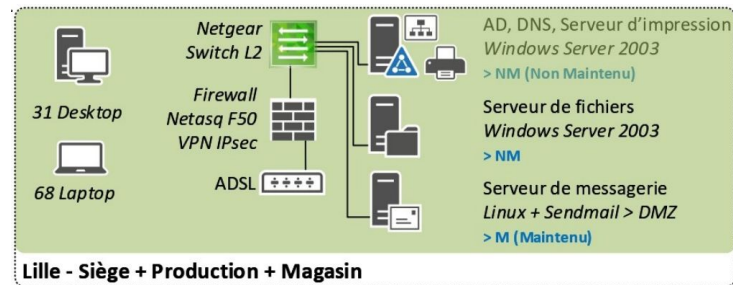 31 Desktop
68 Laptop
Netgear
Switch L2
Firewall
Netasq F50
VPN IPsec
ADSL
AD, DNS, Serveur d'impression
Windows Server 2003
> NM (Non Maintenu)
Serveur de fichiers
Windows Server 2003
> NM
Serveur de messagerie
Linux + Sendmail > DMZ
> M (Maintenu)
Lille - Siège + Production + Magasin